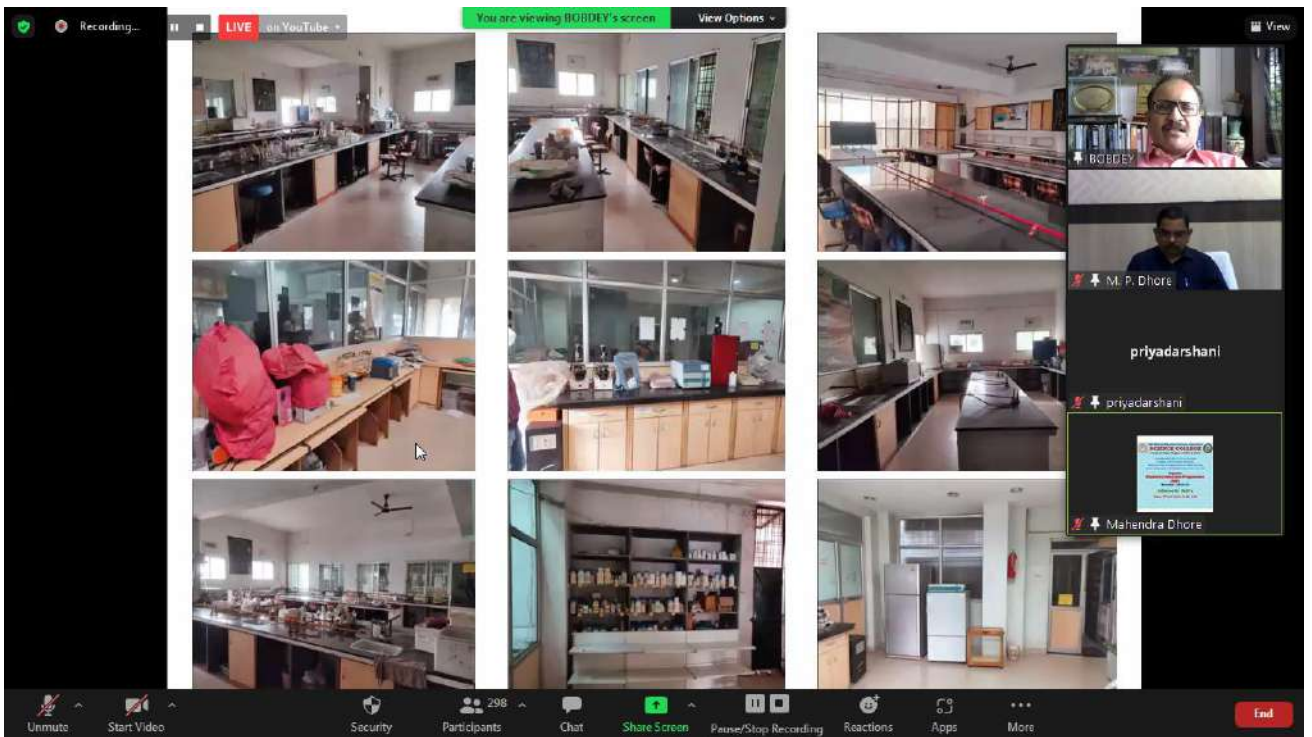 Recording...
LIVE on YouTube
You are viewing BOBDEY's screen
View Options
View
BOBDEY
M. P. Dhore
priyadarshani
priyadarshani
SCIENCE COLLEGE
Mahendra Dhore
Unmute
Start Video
Security
Participants
298
Chat
Share Screen
Pause/Stop Recording
Reactions
Apps
More
End